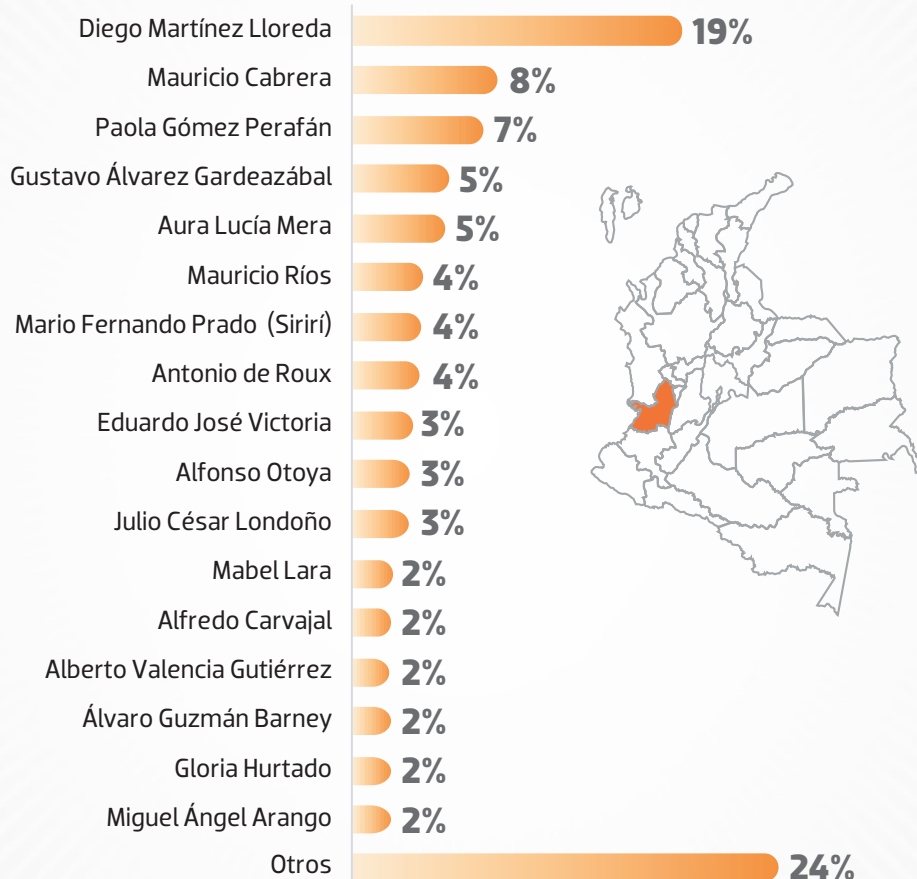 Diego Martínez Lloreda 19%
Mauricio Cabrera 8%
Paola Gómez Perafán 7%
Gustavo Álvarez Gardeazábal 5%
Aura Lucía Mera 5%
Mauricio Ríos 4%
Mario Fernando Prado (Sirirí) 4%
Antonio de Roux 4%
Eduardo José Victoria 3%
Alfonso Otoya 3%
Julio César Londoño 3%
Mabel Lara 2%
Alfredo Carvajal 2%
Alberto Valencia Gutiérrez 2%
Álvaro Guzmán Barney 2%
Gloria Hurtado 2%
Miguel Ángel Arango 2%
Otros 24%